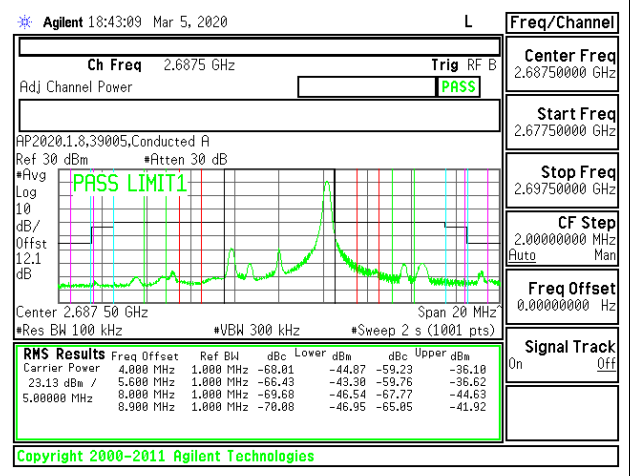 Agilent 18:43:09 Mar 5, 2020 L
Freq/Channel
Ch Freq 2.6875 GHz Trig RF B
Adj Channel Power PASS
AP2020.1.8,39005,Conducted A
Ref 30 dBm #Atten 30 dB
#Avg
Log
10
dB/
Offst
12.1
dB
PASS LIMIT1
Center 2.687 50 GHz Span 20 MHz^
#Res BW 100 kHz #VBW 300 kHz #Sweep 2 s (1001 pts)
RMS Results Freq Offset Ref BW dBc Lower dBm dBc Upper dBm
Carrier Power 4.000 MHz 1.000 MHz -68.01 -44.87 -59.23 -36.10
23.13 dBm / 5.600 MHz 1.000 MHz -66.43 -43.30 -59.76 -36.62
5.00000 MHz 8.000 MHz 1.000 MHz -69.68 -46.54 -67.77 -44.63
8.900 MHz 1.000 MHz -70.08 -46.95 -65.05 -41.92
Center Freq
2.68750000 GHz
Start Freq
2.67750000 GHz
Stop Freq
2.69750000 GHz
CF Step
2.00000000 MHz
Auto Man
Freq Offset
0.00000000 Hz
Signal Track
On Off
Copyright 2000-2011 Agilent Technologies